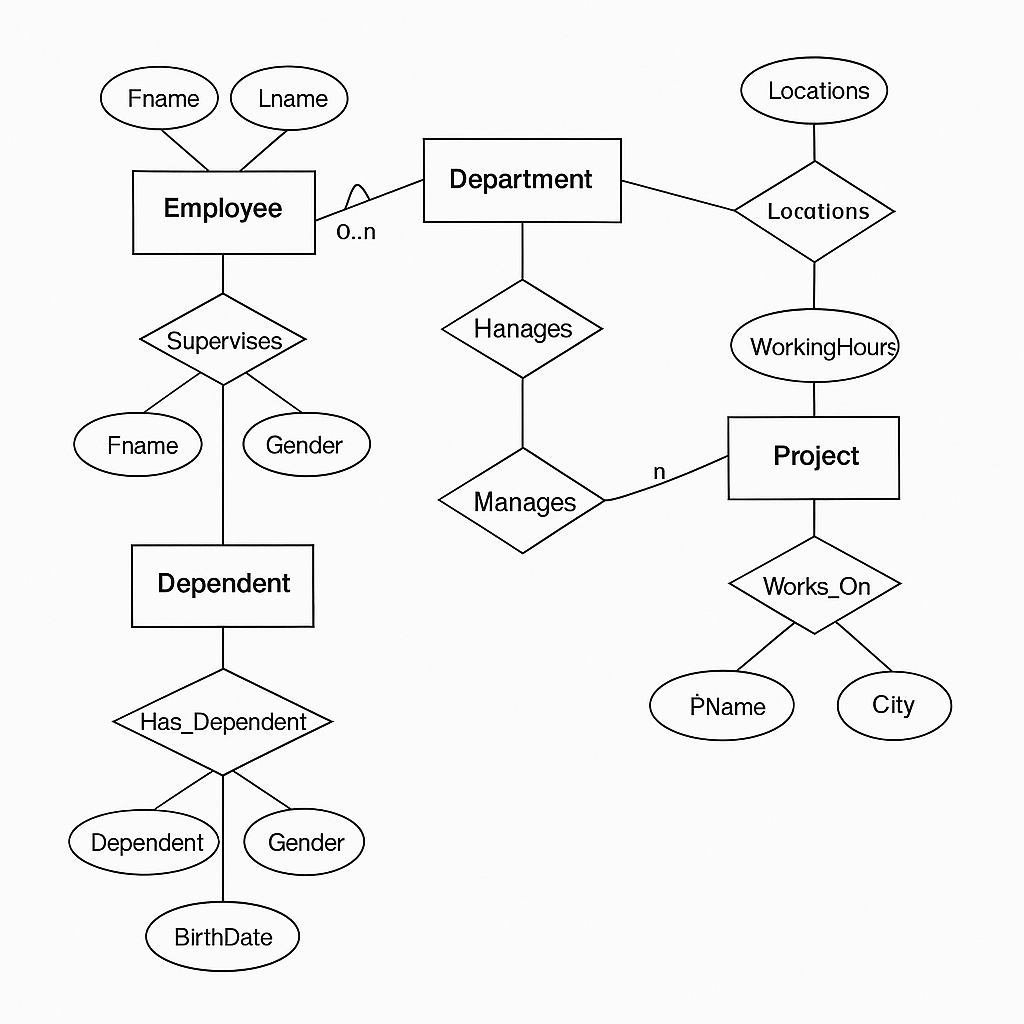 Fname
Lname
Locations
Employee
Department
Locations
0..n
Supervises
Hanages
WorkingHours
Fname
Gender
Manages
n
Project
Dependent
Works_On
ṖName
City
Has_Dependent
Dependent
Gender
BirthDate